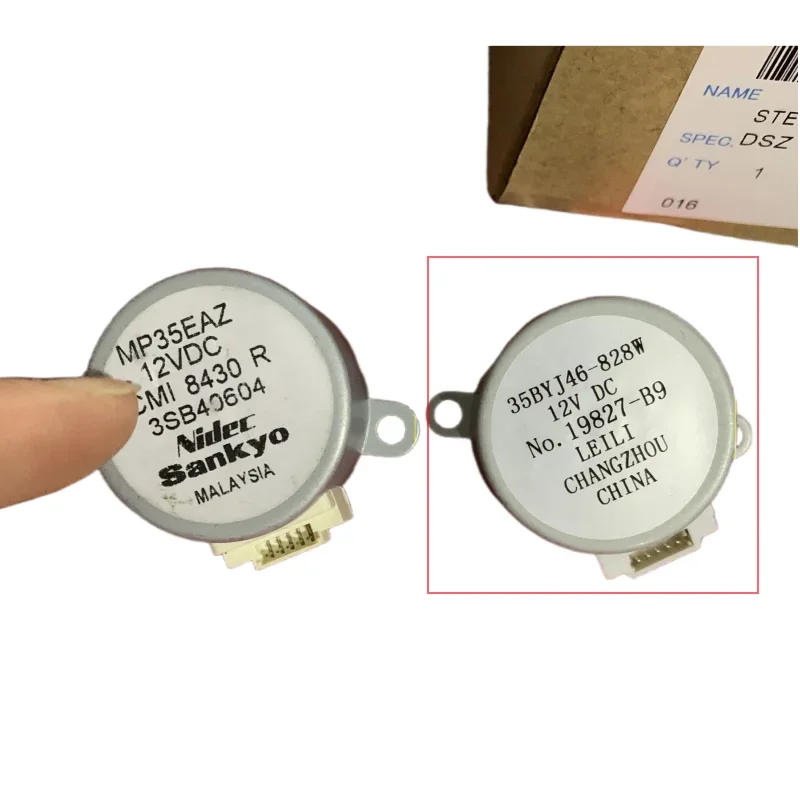 NAME
SPEC. DSZ
Q'TY 1
016
MP35EAZ
12VDC
CMI 8430 R
3SB40604
Nidec
Sankyo
MALAYSIA
35BYJ46-828W
12V DC
No. 19827-B9
LEILI
CHANGZHOU
CHINA